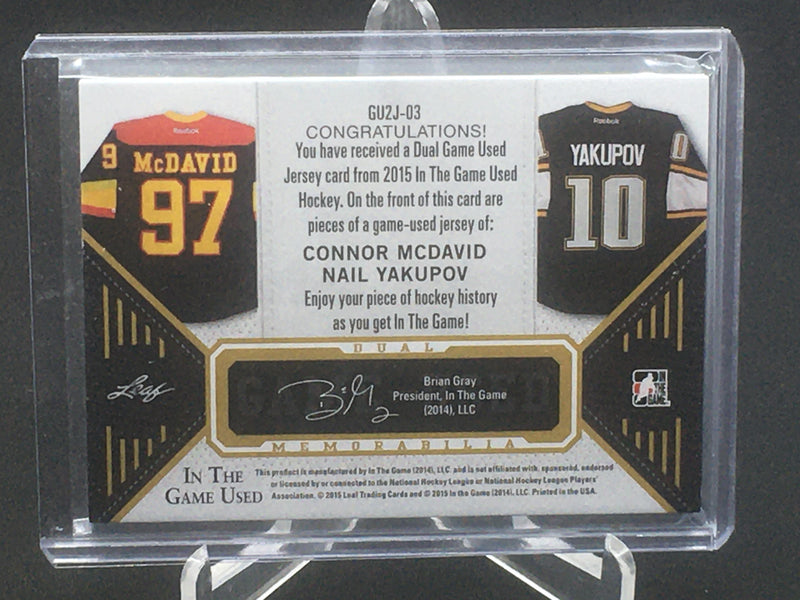 GU2J-03
CONGRATULATIONS!
You have received a Dual Game Used
Jersey card from 2015 In The Game Used
Hockey. On the front of this card are
pieces of a game-used jersey of:
CONNOR MCDAVID
NAIL YAKUPOV
Enjoy your piece of hockey history
as you get In The Game!
Reebok
9 McDAVID
97
Reebok
YAKUPOV 0
10
DUAL
Leaf
Brian Gray
President, In The Game
(2014), LLC
IN THE GAME
MEMORABILIA
IN THE
GAME USED
This product is manufactured by In The Game (2014), LLC. and is not affiliated with, sponsored, endorsed
or licensed by or connected to the National Hockey League or National Hockey League Players'
Association. © 2015 Leaf Trading Cards and © 2015 In the Game (2014), LLC. Printed in the USA.